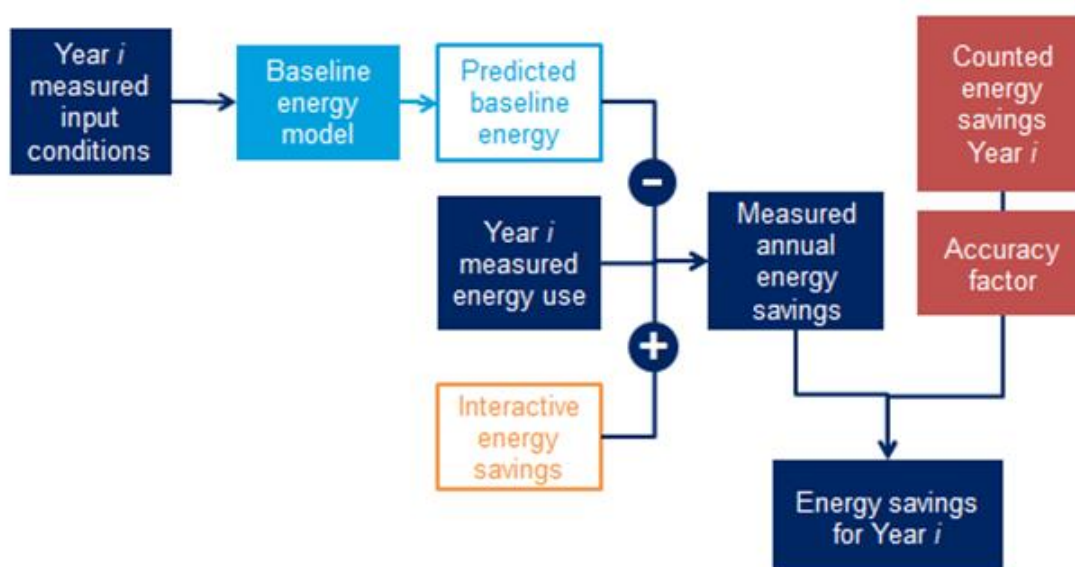 Year i
measured
input
conditions
Baseline
energy
model
Predicted
baseline
energy
-
Year i
measured
energy use
+
Interactive
energy
savings
Measured
annual
energy
savings
Counted
energy
savings
Year i
Accuracy
factor
Energy savings
for Year i